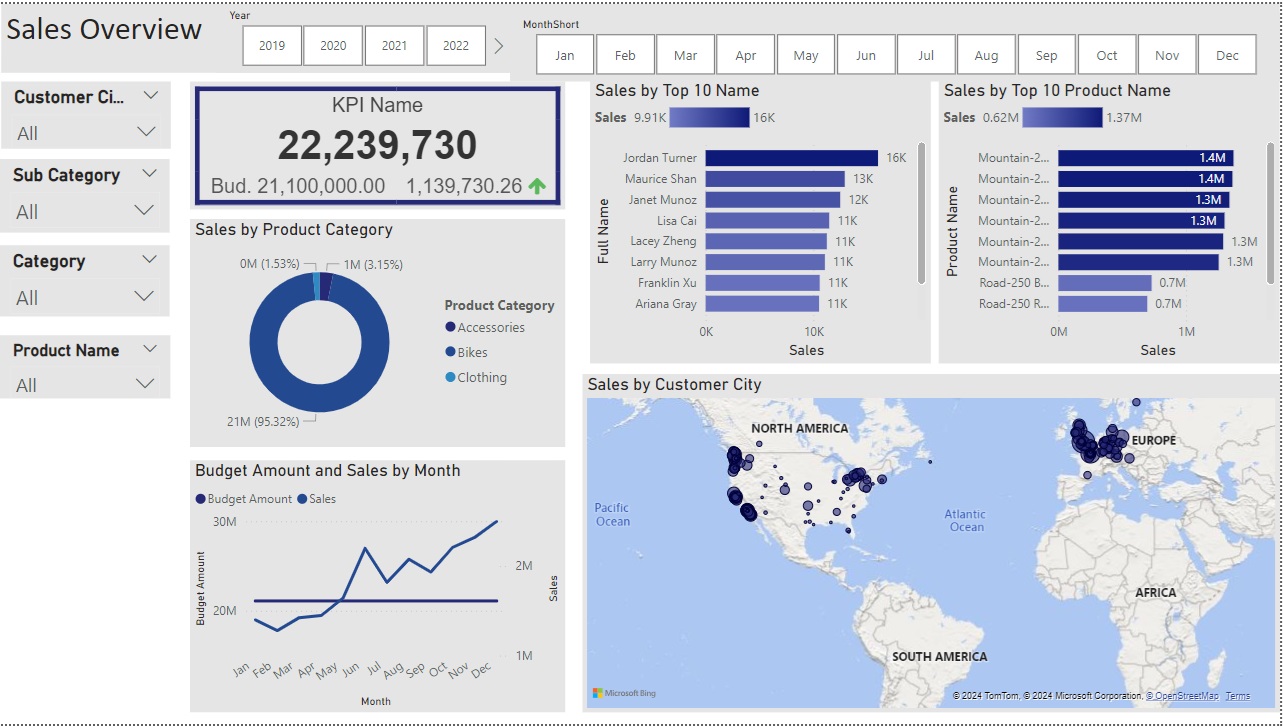 Sales Overview
Year
2019 2020 2021 2022
MonthShort
Jan Feb Mar Apr May Jun Jul Aug Sep Oct Nov Dec
Customer Ci...
All
Sub Category
All
Category
All
Product Name
All
KPI Name
22,239,730
Bud. 21,100,000.00 1,139,730.26
Sales by Product Category
0M (1.53%) 1M (3.15%)
21M (95.32%)
Product Category
Accessories
Bikes
Clothing
Budget Amount and Sales by Month
Budget Amount Sales
Budget Amount
30M
20M
2M
1M
Sales
Jan Feb Mar Apr May Jun Jul Aug Sep Oct Nov Dec
Month
Sales by Top 10 Name
Sales 9.91K 16K
Full Name
Jordan Turner 16K
Maurice Shan 13K
Janet Munoz 12K
Lisa Cai 11K
Lacey Zheng 11K
Larry Munoz 11K
Franklin Xu 11K
Ariana Gray 11K
0K 10K
Sales
Sales by Top 10 Product Name
Sales 0.62M 1.37M
Product Name
Mountain-2... 1.4M
Mountain-2... 1.4M
Mountain-2... 1.3M
Mountain-2... 1.3M
Mountain-2... 1.3M
Mountain-2... 1.3M
Road-250 B... 0.7M
Road-250 R... 0.7M
0M 1M
Sales
Sales by Customer City
NORTH AMERICA
EUROPE
Pacific
Ocean
Atlantic
Ocean
AFRICA
SOUTH AMERICA
Microsoft Bing
© 2024 TomTom, © 2024 Microsoft Corporation, © OpenStreetMap Terms